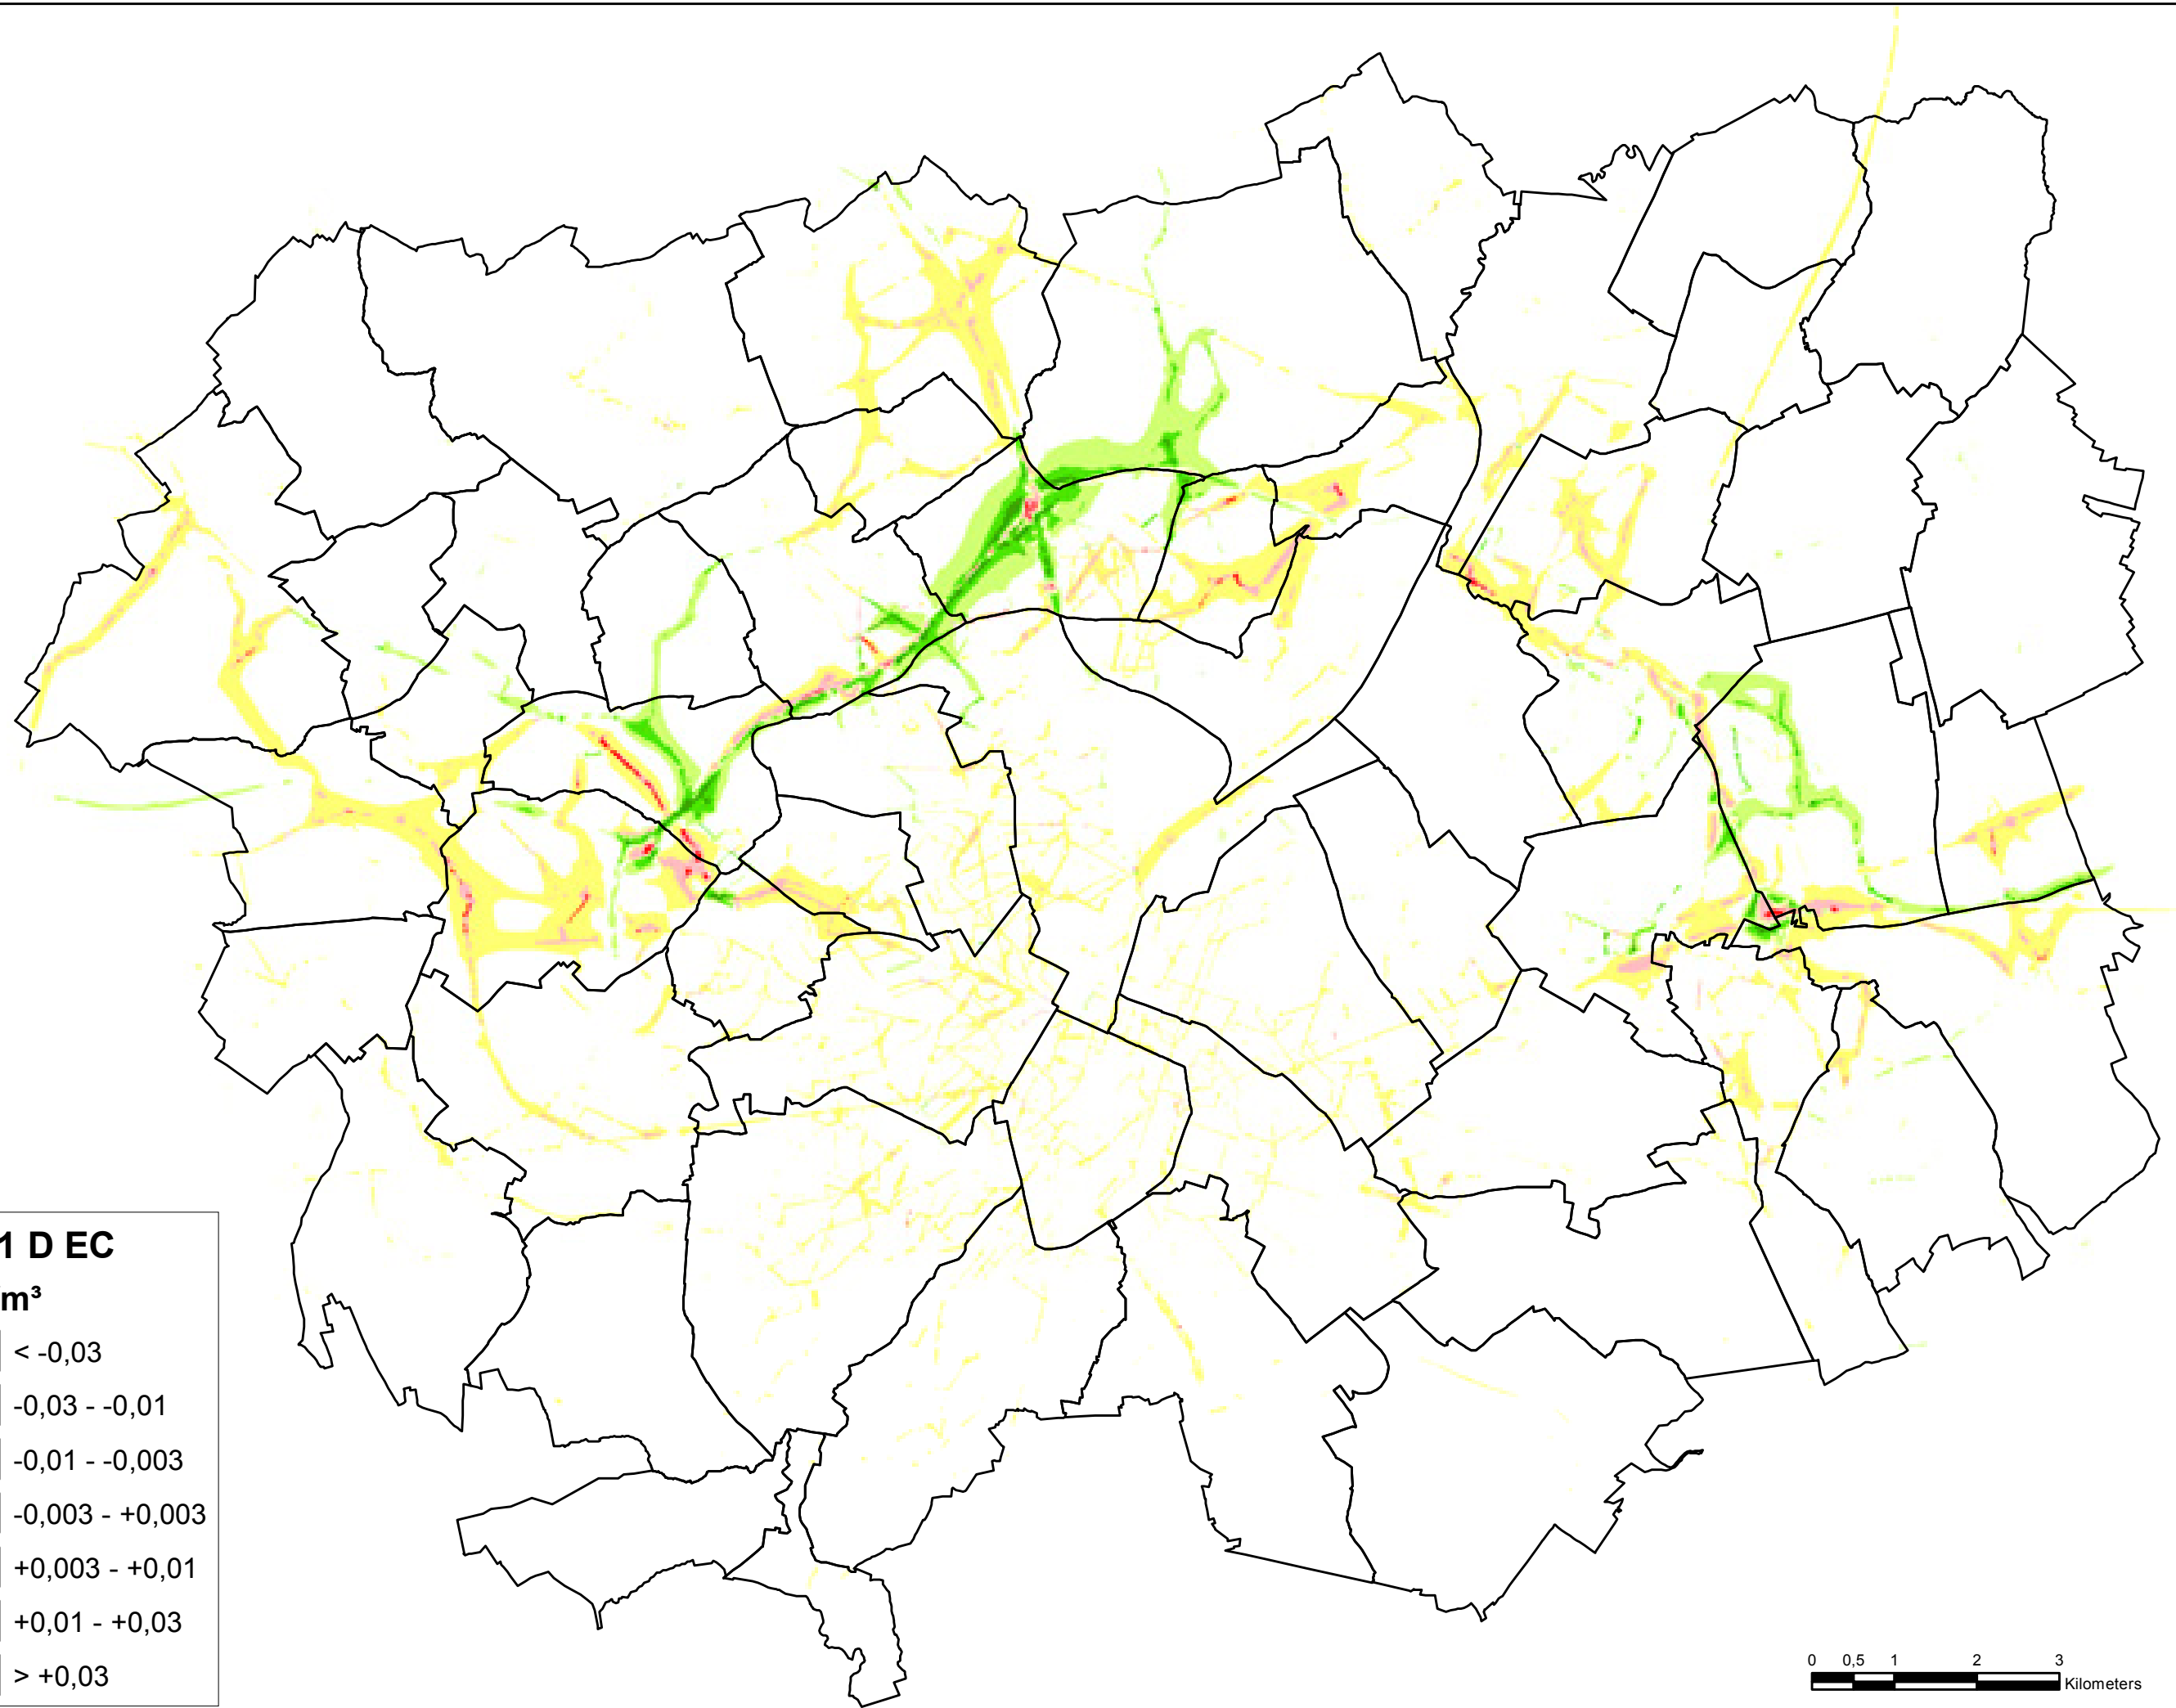 1 D EC
m³
< -0,03
-0,03 - -0,01
-0,01 - -0,003
-0,003 - +0,003
+0,003 - +0,01
+0,01 - +0,03
> +0,03
0 0,5 1 2 3
Kilometers